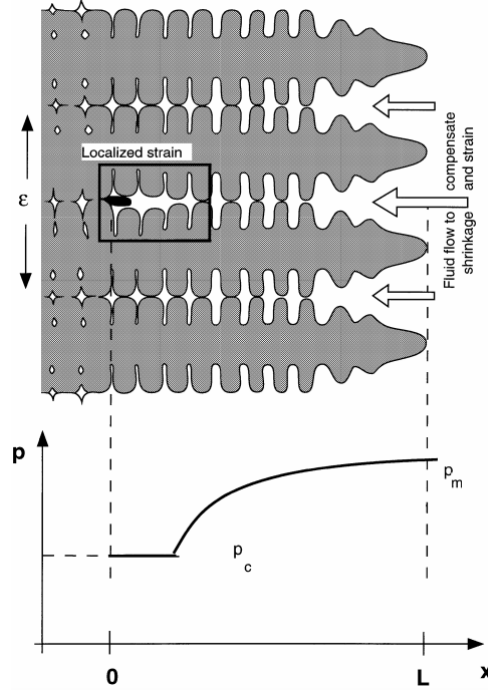 Localized strain
ε
Fluid flow to compensate
shrinkage and strain
p
p
m
p
c
0
L
x